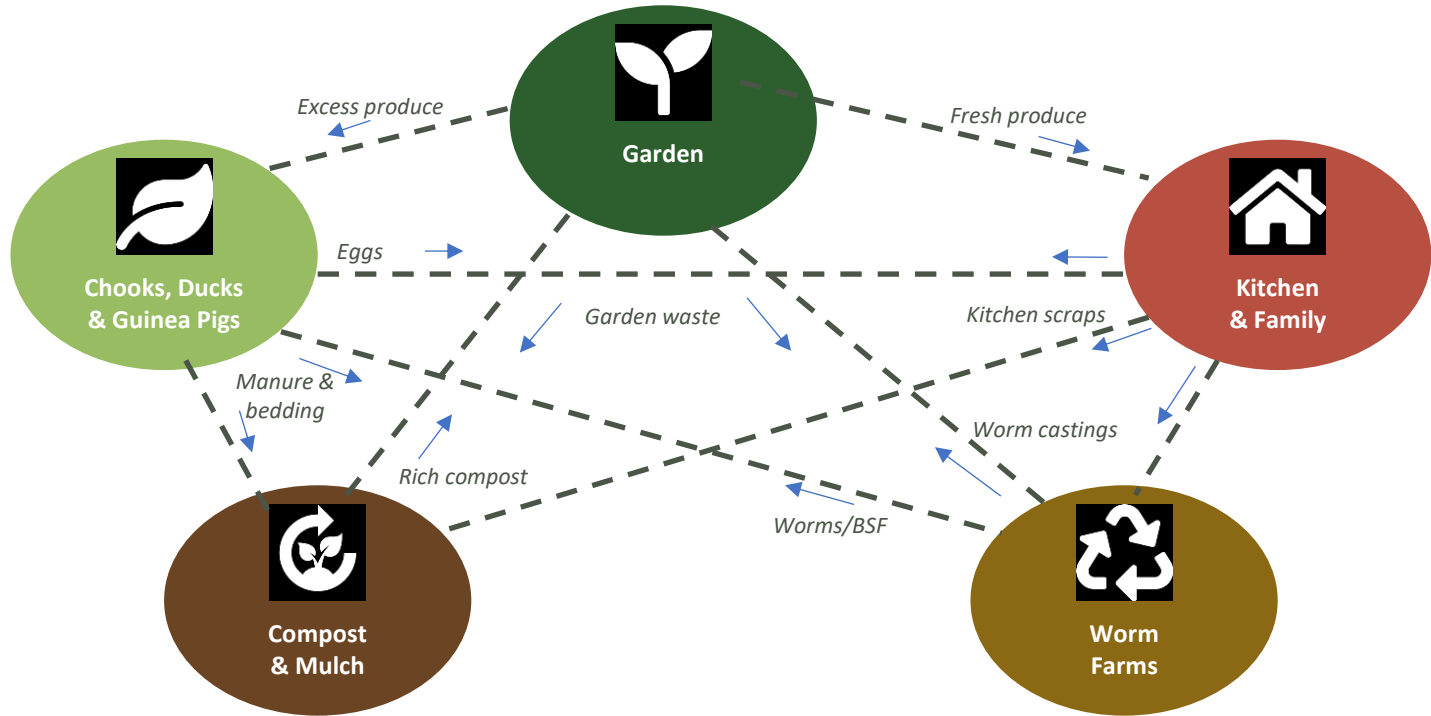 Excess produce
Fresh produce
Garden
Eggs
Chooks, Ducks
& Guinea Pigs
Garden waste
Kitchen scraps
Kitchen
& Family
Manure &
bedding
Worm castings
Rich compost
Worms/BSF
Compost
& Mulch
Worm
Farms